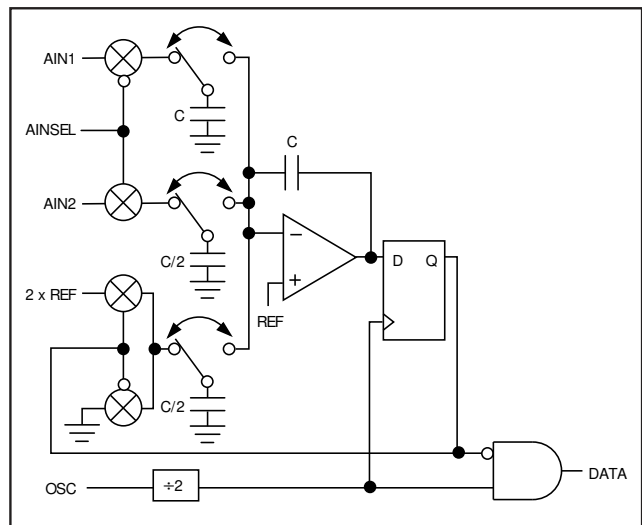 AIN1
C
AINSEL
C
AIN2
C/2
−
D Q
+
2 x REF
REF
C/2
DATA
OSC
÷2